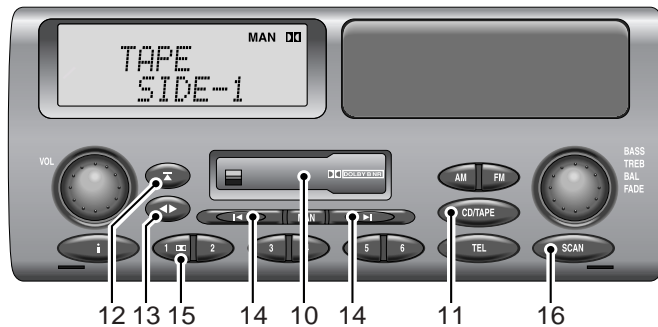 MAN
TAPE
SIDE-1
VOL
BASS
TREB
BAL
FADE
DOLBY B NR
AM FM
MAN
CD/TAPE
i
1 2 3 5 6
TEL
SCAN
12 13 15 14 10 14 11 16